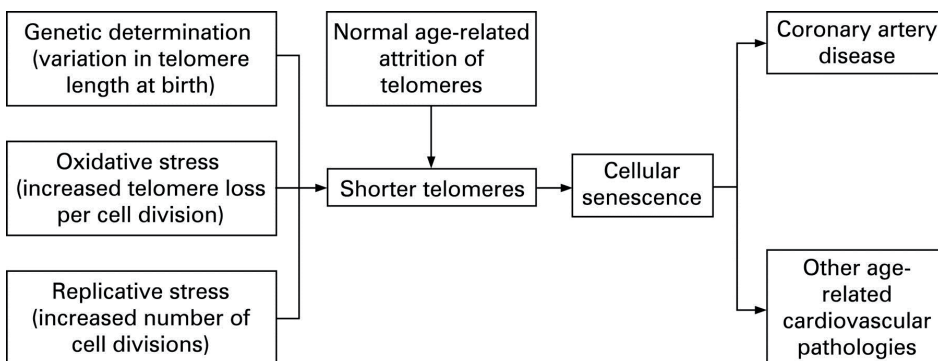 Genetic determination
(variation in telomere
length at birth)
Normal age-related
attrition of
telomeres
Coronary artery
disease
Oxidative stress
(increased telomere loss
per cell division)
Shorter telomeres
Cellular
senescence
Replicative stress
(increased number of
cell divisions)
Other age-
related
cardiovascular
pathologies